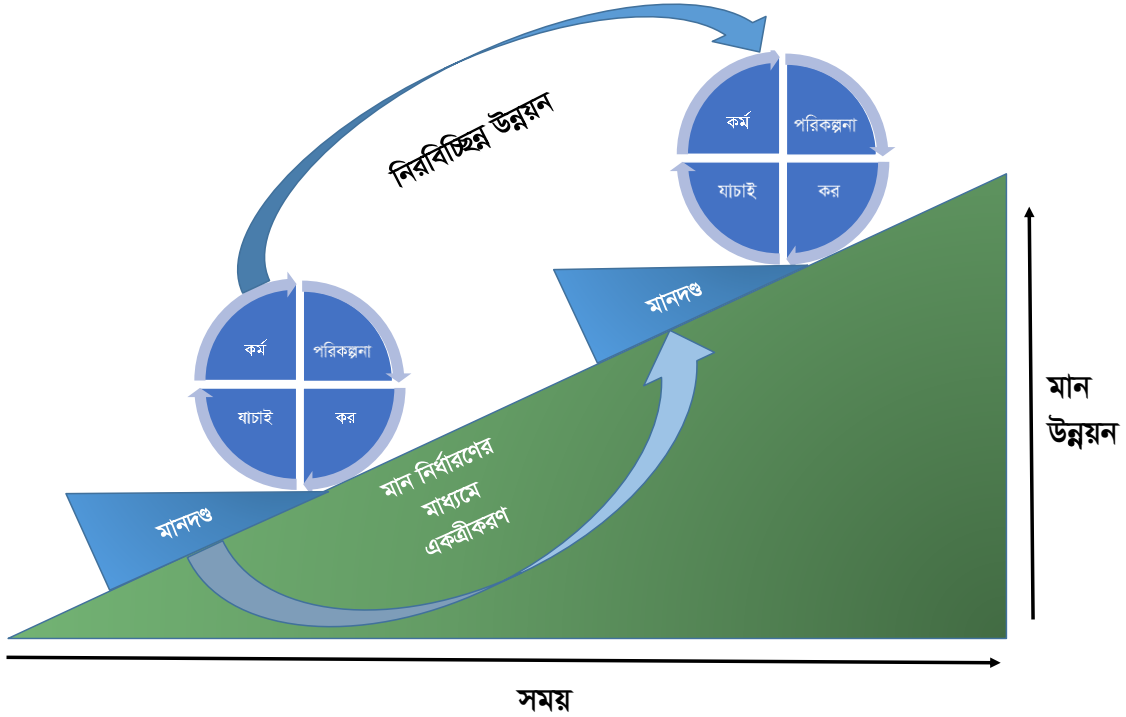 নিরবিচ্ছিন্ন উন্নয়ন
কর্ম
পরিকল্পনা
যাচাই
কর
মানদণ্ড
কর্ম
পরিকল্পনা
যাচাই
কর
মানদণ্ড
মান নির্ধারণের
মাধ্যমে
একত্রীকরণ
মান
উন্নয়ন
সময়